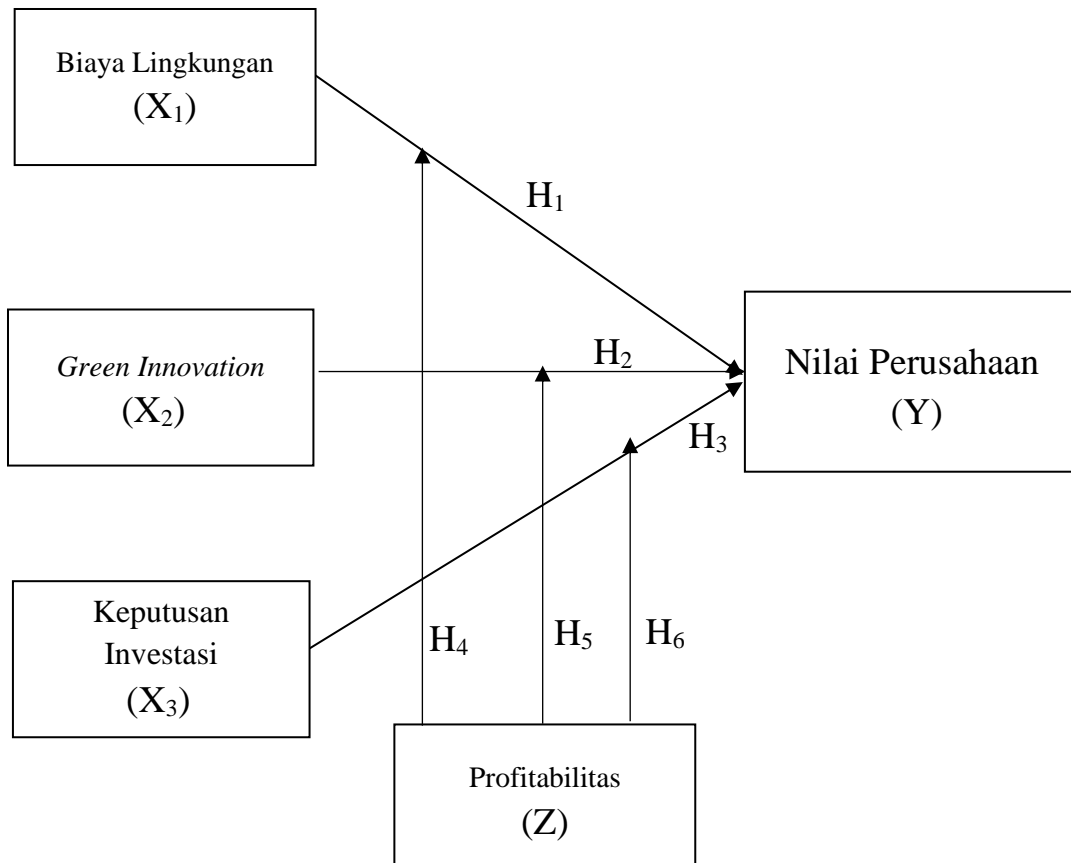 Biaya Lingkungan
(X₁)
H₁
Green Innovation
(X₂)
H₂
Nilai Perusahaan
(Y)
H₃
Keputusan
Investasi
(X₃)
H₄
H₅
H₆
Profitabilitas
(Z)